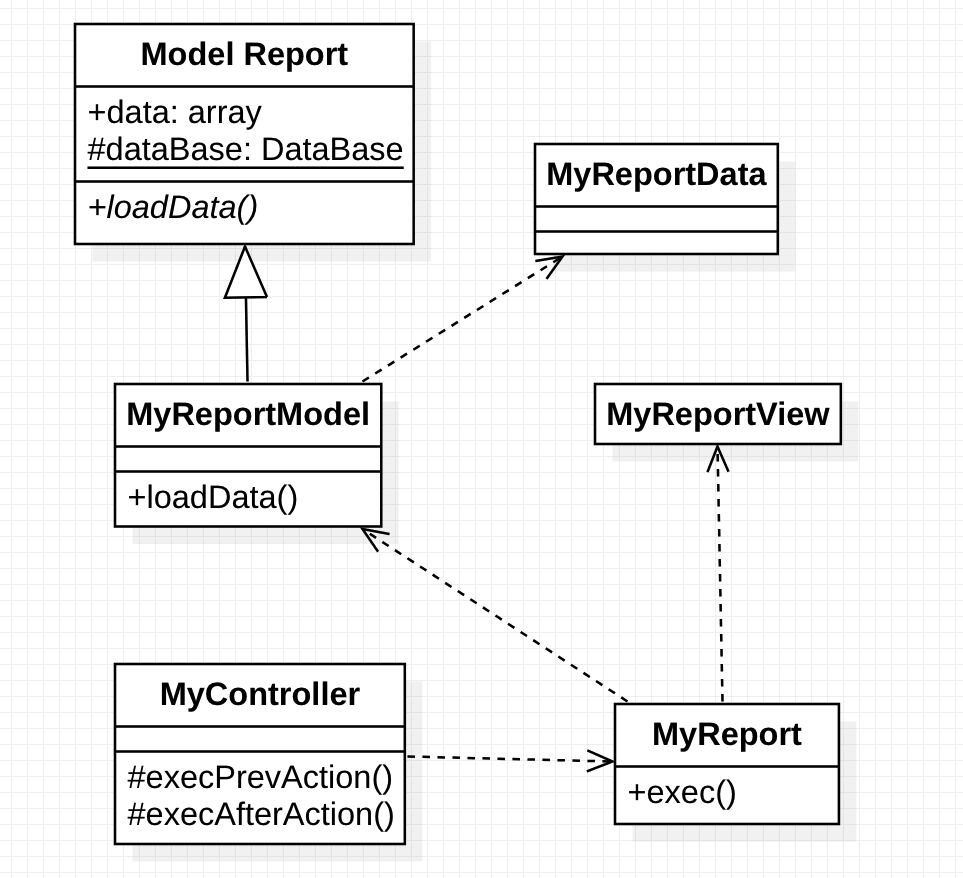 Model Report
+data: array
#dataBase: DataBase
+loadData()
MyReportData
MyReportModel
+loadData()
MyReportView
MyController
#execPrevAction()
#execAfterAction()
MyReport
+exec()